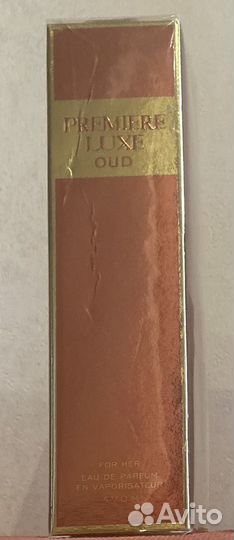 PREMIERE
LUXE
OUD
FOR HER
EAU DE PARFUM
EN VAPORISATEUR
Avito